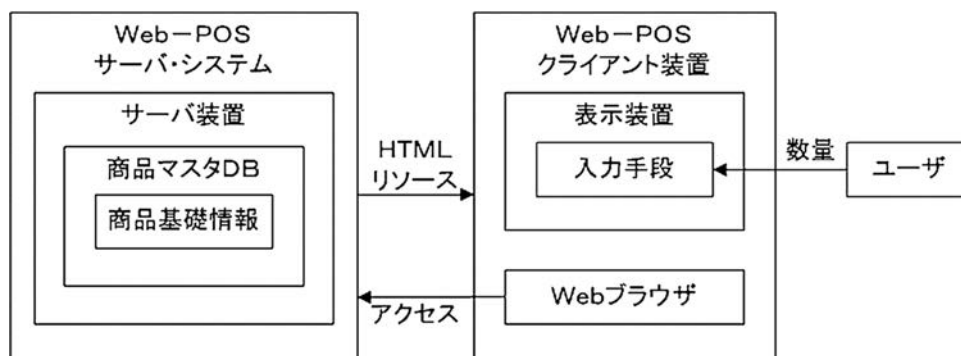 Web－POS
サーバ・システム
サーバ装置
商品マスタDB
商品基礎情報
HTML
リソース
アクセス
Web－POS
クライアント装置
表示装置
入力手段
Webブラウザ
数量
ユーザ